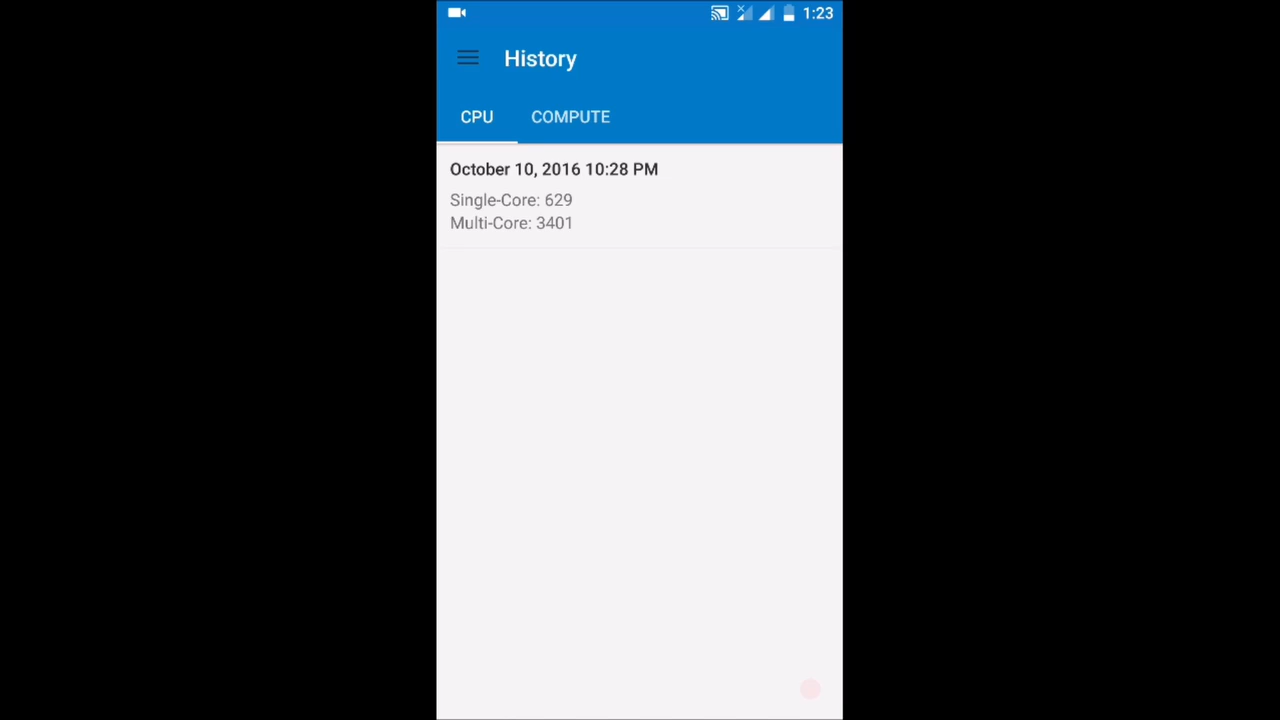 1:23
History
CPU COMPUTE
October 10, 2016 10:28 PM
Single-Core: 629
Multi-Core: 3401